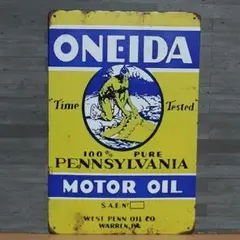 ONEIDA
"Time Tested"
100% PURE
PENNSYLVANIA
MOTOR OIL
S.A.E. Nº
WEST PENN OIL CO.
WARREN, PA.